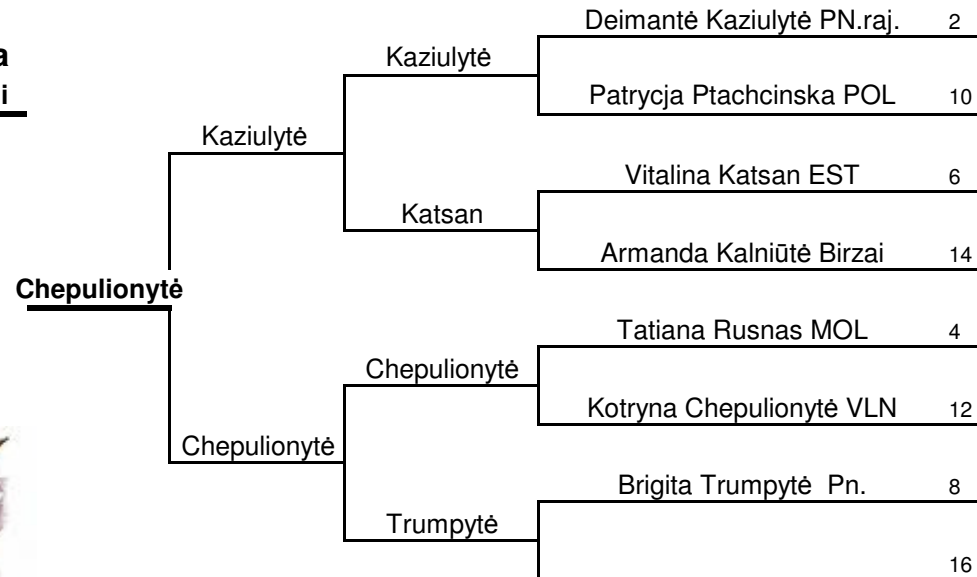 Deimantė Kaziulytė PN.raj. 2
a
Kaziulytė
i
Patrycja Ptachcinska POL 10
Kaziulytė
Vitalina Katsan EST 6
Katsan
Armanda Kalniūtė Birzai 14
Chepulionytė
Tatiana Rusnas MOL 4
Chepulionytė
Kotryna Chepulionytė VLN 12
Chepulionytė
Brigita Trumpytė Pn. 8
Trumpytė
16